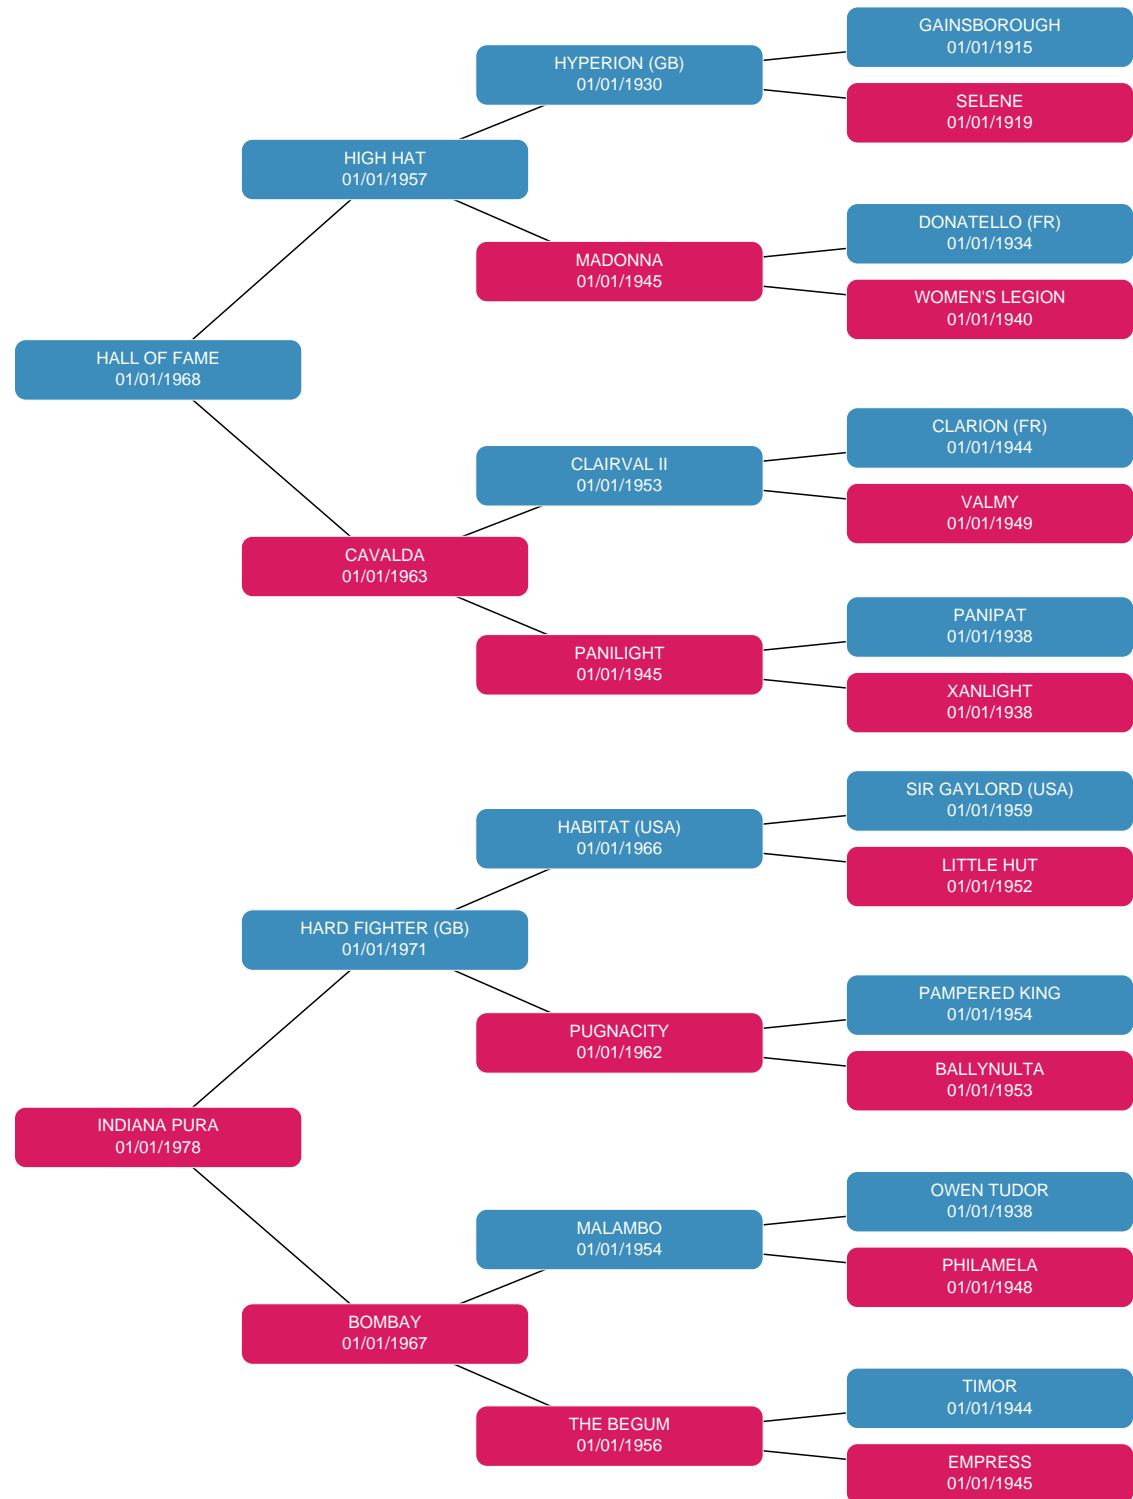 GAINSBOROUGH
01/01/1915
HYPERION (GB)
01/01/1930
SELENE
01/01/1919
HIGH HAT
01/01/1957
DONATELLO (FR)
01/01/1934
MADONNA
01/01/1945
WOMEN'S LEGION
01/01/1940
HALL OF FAME
01/01/1968
CLARION (FR)
01/01/1944
CLAIRVAL II
01/01/1953
VALMY
01/01/1949
CAVALDA
01/01/1963
PANIPAT
01/01/1938
PANILIGHT
01/01/1945
XANLIGHT
01/01/1938
SIR GAYLORD (USA)
01/01/1959
HABITAT (USA)
01/01/1966
LITTLE HUT
01/01/1952
HARD FIGHTER (GB)
01/01/1971
PAMPERED KING
01/01/1954
PUGNACITY
01/01/1962
BALLYNULTA
01/01/1953
INDIANA PURA
01/01/1978
OWEN TUDOR
01/01/1938
MALAMBO
01/01/1954
PHILAMELA
01/01/1948
BOMBAY
01/01/1967
TIMOR
01/01/1944
THE BEGUM
01/01/1956
EMPRESS
01/01/1945